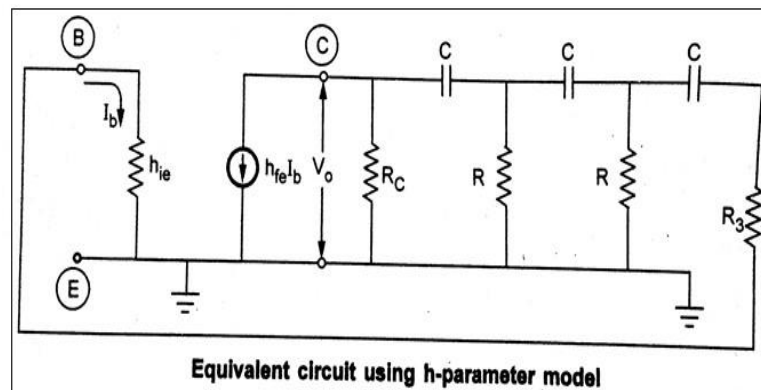 B
C
C
C
C
I_b
h_ie
h_fe I_b
V_o
R_C
R
R
R_3
E
Equivalent circuit using h-parameter model